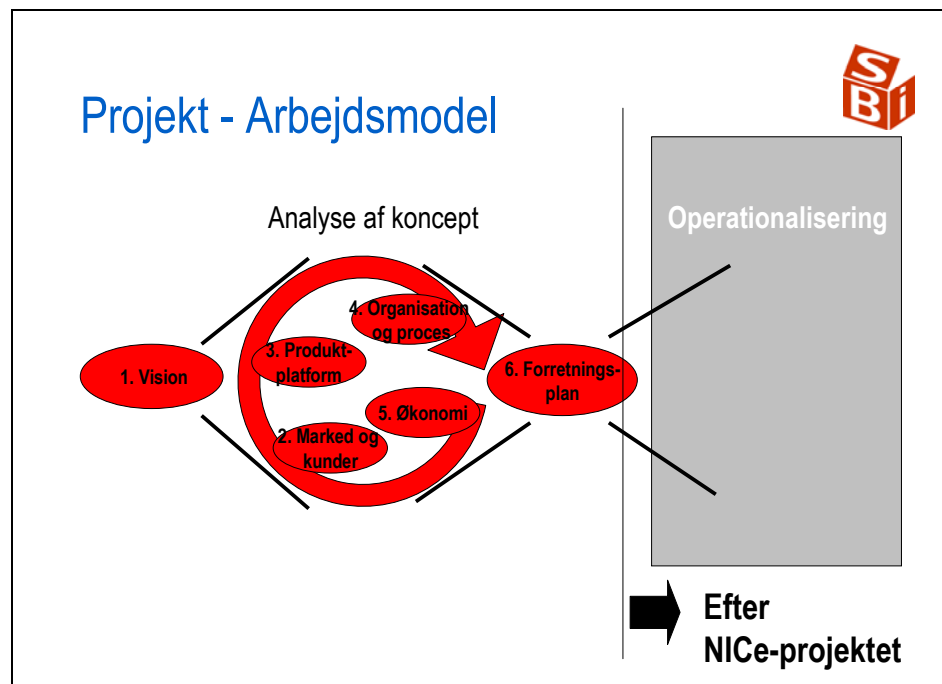 SBi
Projekt - Arbejdsmodel
Analyse af koncept
Operationalisering
1. Vision
2. Marked og
kunder
3. Produkt-
platform
4. Organisation
og proces
5. Økonomi
6. Forretnings-
plan
Efter
NICe-projektet